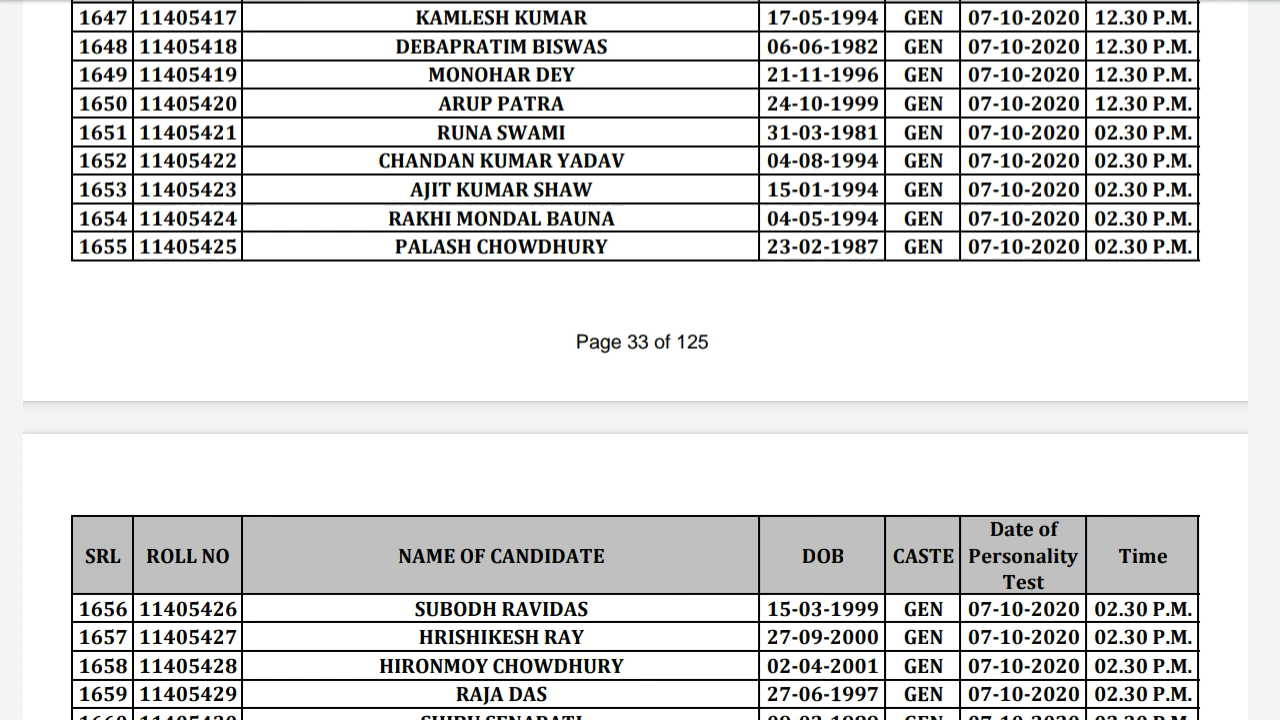 1647 11405417 KAMLESH KUMAR 17-05-1994 GEN 07-10-2020 12.30 P.M.
1648 11405418 DEBAPRATIM BISWAS 06-06-1982 GEN 07-10-2020 12.30 P.M.
1649 11405419 MONOHAR DEY 21-11-1996 GEN 07-10-2020 12.30 P.M.
1650 11405420 ARUP PATRA 24-10-1999 GEN 07-10-2020 12.30 P.M.
1651 11405421 RUNA SWAMI 31-03-1981 GEN 07-10-2020 02.30 P.M.
1652 11405422 CHANDAN KUMAR YADAV 04-08-1994 GEN 07-10-2020 02.30 P.M.
1653 11405423 AJIT KUMAR SHAW 15-01-1994 GEN 07-10-2020 02.30 P.M.
1654 11405424 RAKHI MONDAL BAUNA 04-05-1994 GEN 07-10-2020 02.30 P.M.
1655 11405425 PALASH CHOWDHURY 23-02-1987 GEN 07-10-2020 02.30 P.M.
Page 33 of 125
SRL ROLL NO NAME OF CANDIDATE DOB CASTE Date of Personality Test Time
1656 11405426 SUBODH RAVIDAS 15-03-1999 GEN 07-10-2020 02.30 P.M.
1657 11405427 HRISHIKESH RAY 27-09-2000 GEN 07-10-2020 02.30 P.M.
1658 11405428 HIRONMOY CHOWDHURY 02-04-2001 GEN 07-10-2020 02.30 P.M.
1659 11405429 RAJA DAS 27-06-1997 GEN 07-10-2020 02.30 P.M.